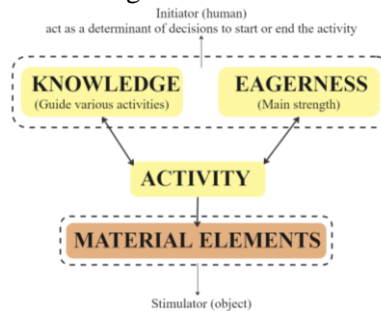 Initiator (human)
act as a determinant of decisions to start or end the activity
KNOWLEDGE
(Guide various activities)
EAGERNESS
(Main strength)
ACTIVITY
MATERIAL ELEMENTS
Stimulator (object)